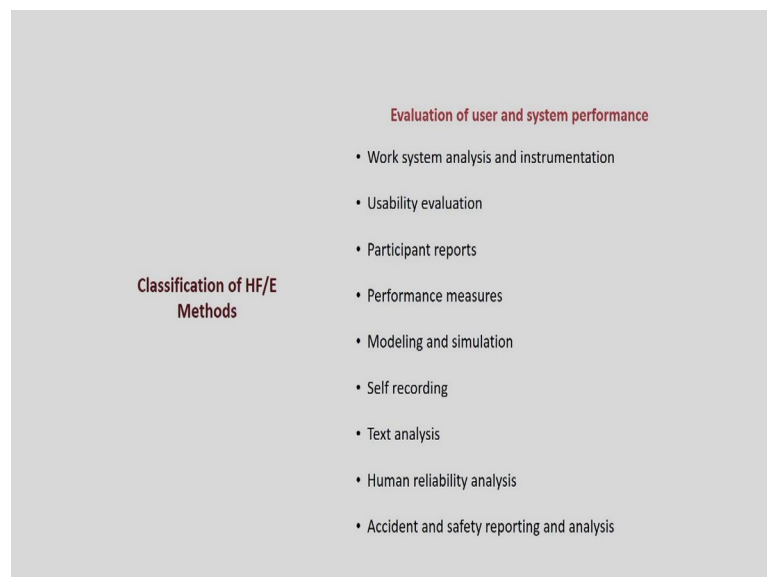 Classification of HF/E
Methods
Evaluation of user and system performance
• Work system analysis and instrumentation
• Usability evaluation
• Participant reports
• Performance measures
• Modeling and simulation
• Self recording
• Text analysis
• Human reliability analysis
• Accident and safety reporting and analysis